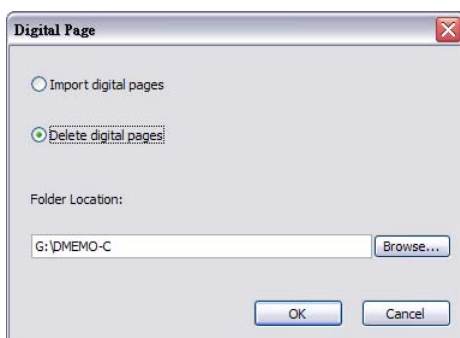 Digital Page
Import digital pages
Delete digital pages
Folder Location:
G:\DMEMO-C
Browse...
OK
Cancel